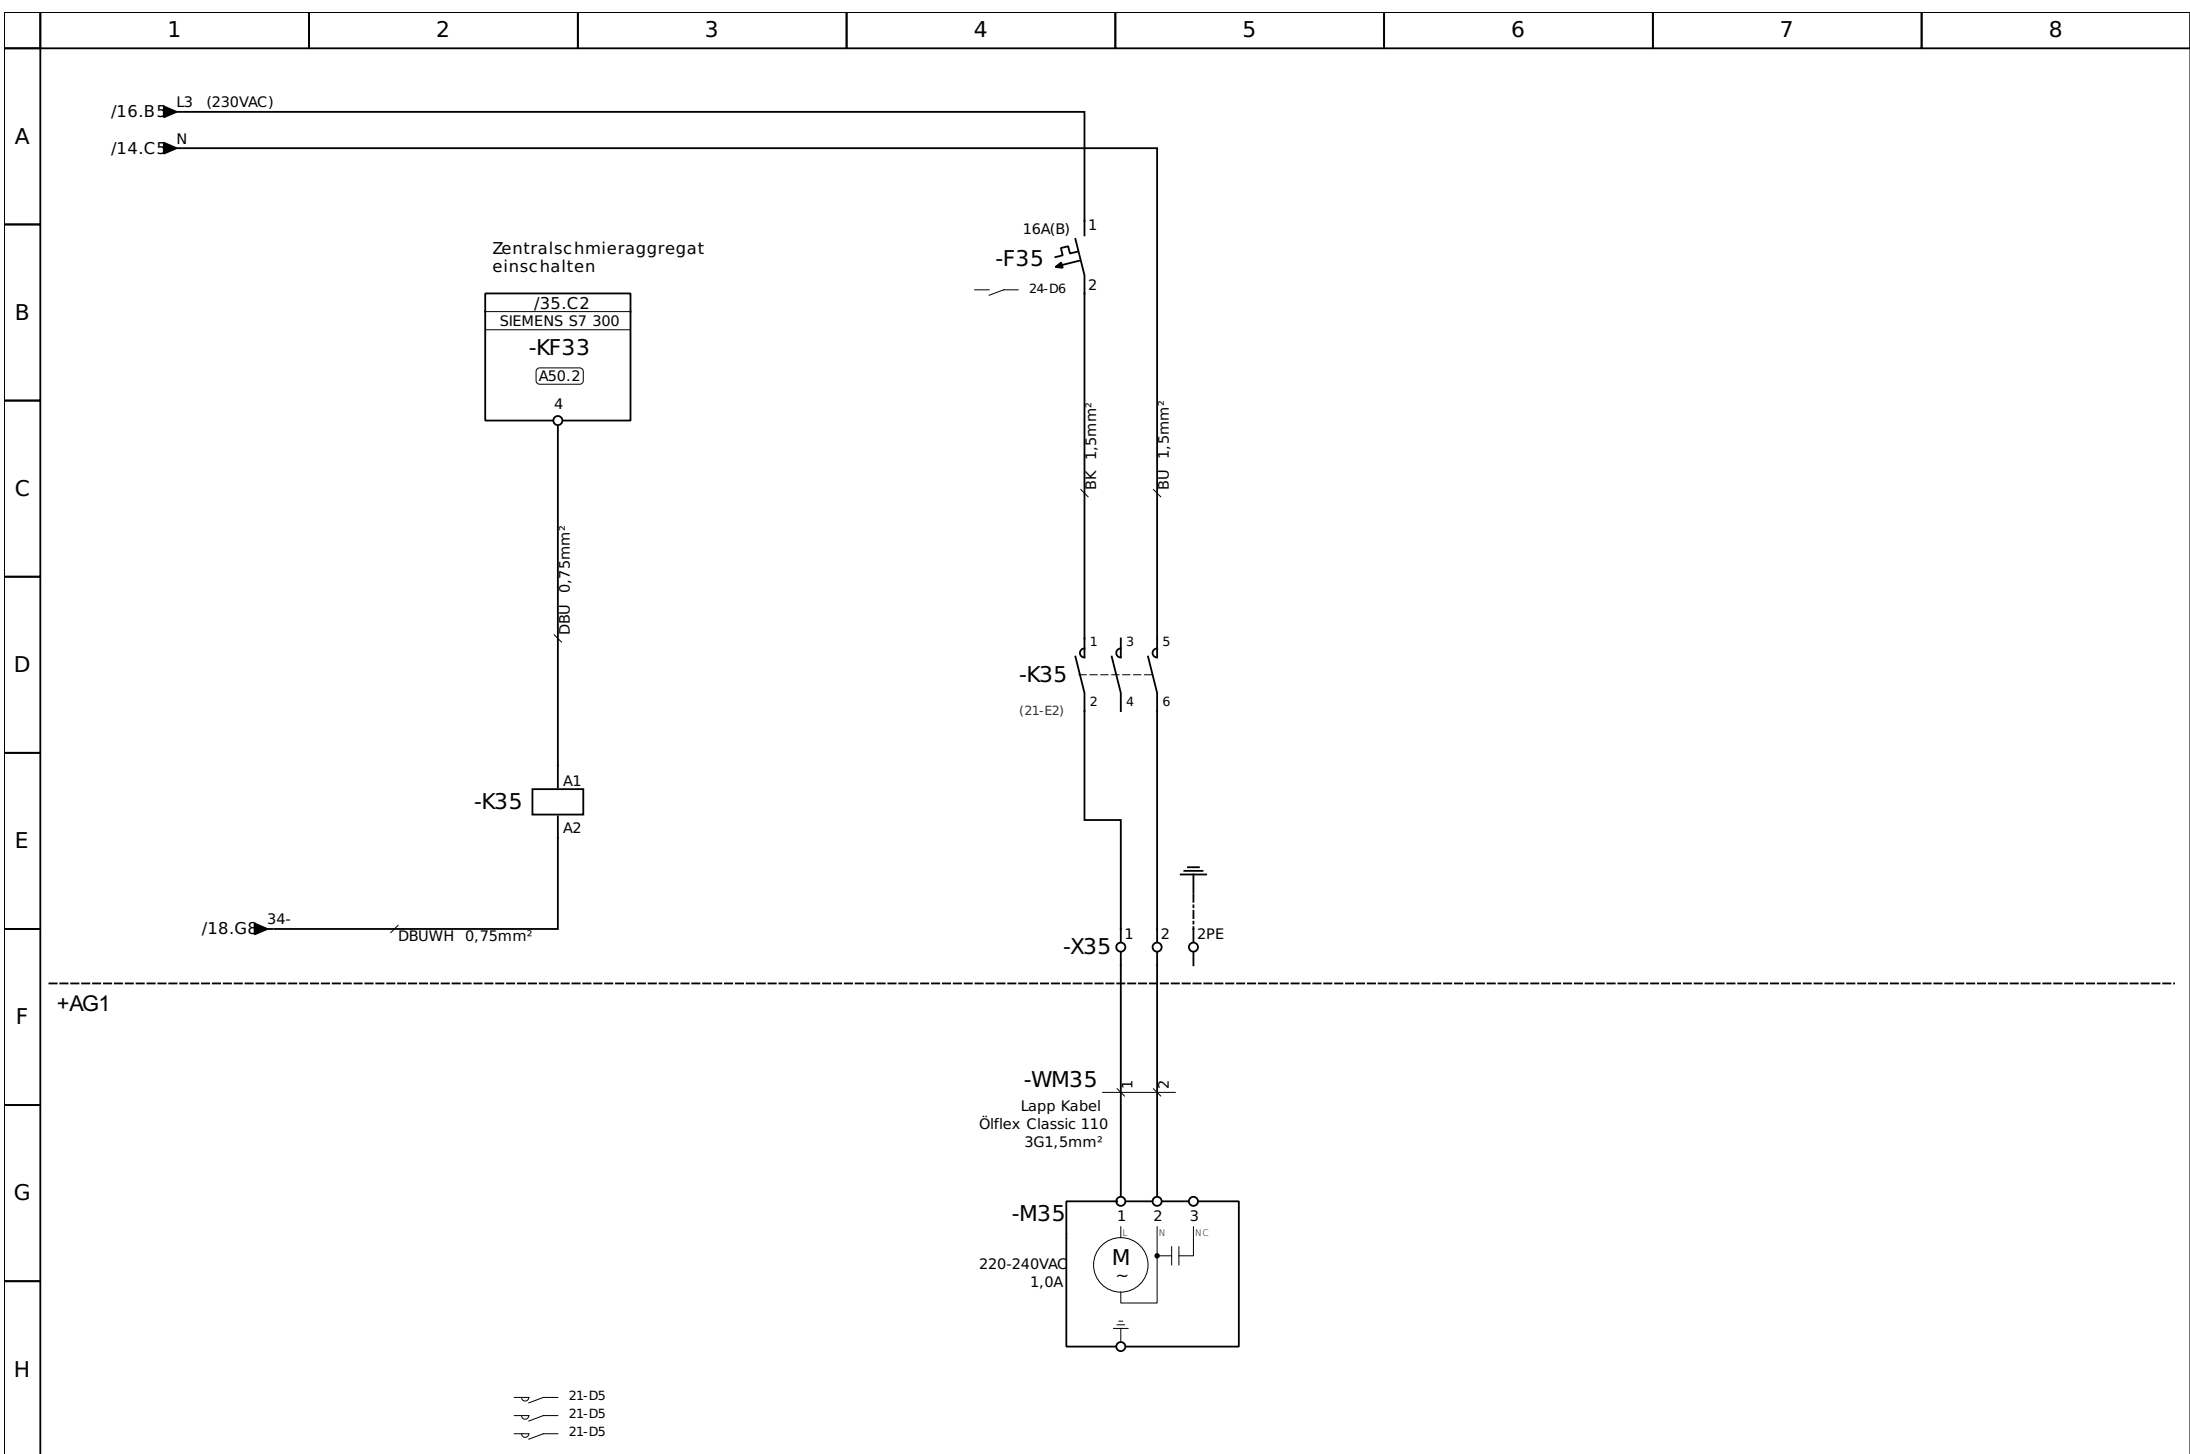 1 2 3 4 5 6 7 8
A
B
C
D
E
F
G
H
/16.B5 L3 (230VAC)
/14.C5 N
Zentralschmieraggregat
einschalten
/35.C2
SIEMENS S7 300
-KF33
A50.2
4
DBU 0,75mm²
-K35
A1
A2
/18.G8 34-
DBUWH 0,75mm²
16A(B)
1
-F35
2
24-D6
BK 1,5mm²
BU 1,5mm²
1 3 5
-K35
2 4 6
(21-E2)
-X35 1 2 2PE
+AG1
-WM35 1 2
Lapp Kabel
Ölflex Classic 110
3G1,5mm²
-M35
1 2 3
L N NC
M
~
220-240VAC
1,0A
21-D5
21-D5
21-D5